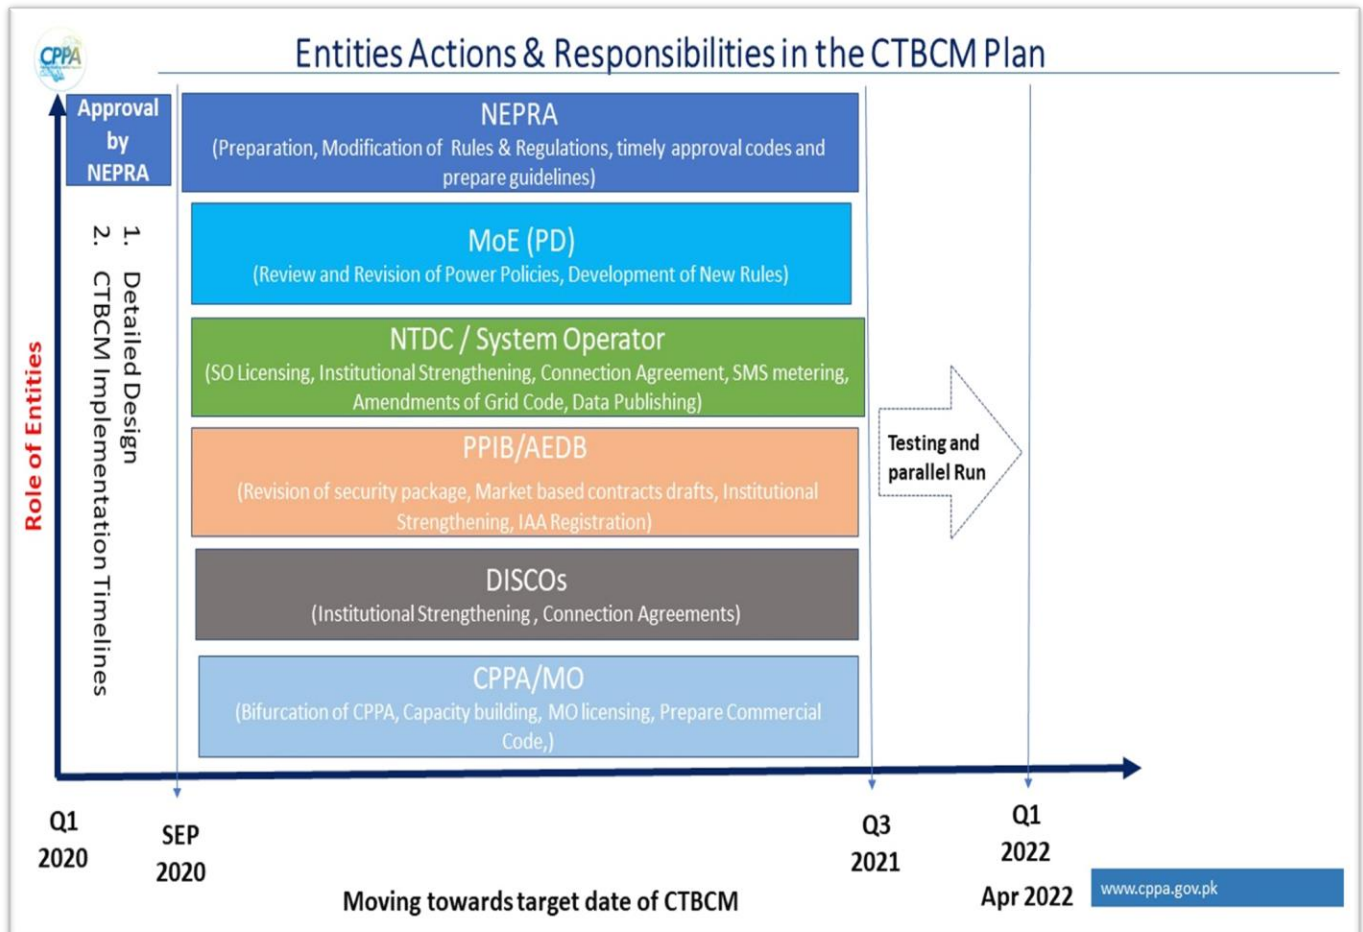 CPPA
Entities Actions & Responsibilities in the CTBCM Plan
Approval
by
NEPRA
1. Detailed Design
2. CTBCM Implementation Timelines
Role of Entities
NEPRA
(Preparation, Modification of Rules & Regulations, timely approval codes and
prepare guidelines)
MoE (PD)
(Review and Revision of Power Policies, Development of New Rules)
NTDC / System Operator
(SO Licensing, Institutional Strengthening, Connection Agreement, SMS metering,
Amendments of Grid Code, Data Publishing)
PPIB/AEDB
(Revision of security package, Market based contracts drafts, Institutional
Strengthening, IAA Registration)
DISCOs
(Institutional Strengthening , Connection Agreements)
CPPA/MO
(Bifurcation of CPPA, Capacity building, MO licensing, Prepare Commercial
Code,)
Testing and
parallel Run
Q1
2020
SEP
2020
Q3
2021
Q1
2022
Apr 2022
Moving towards target date of CTBCM
www.cppa.gov.pk